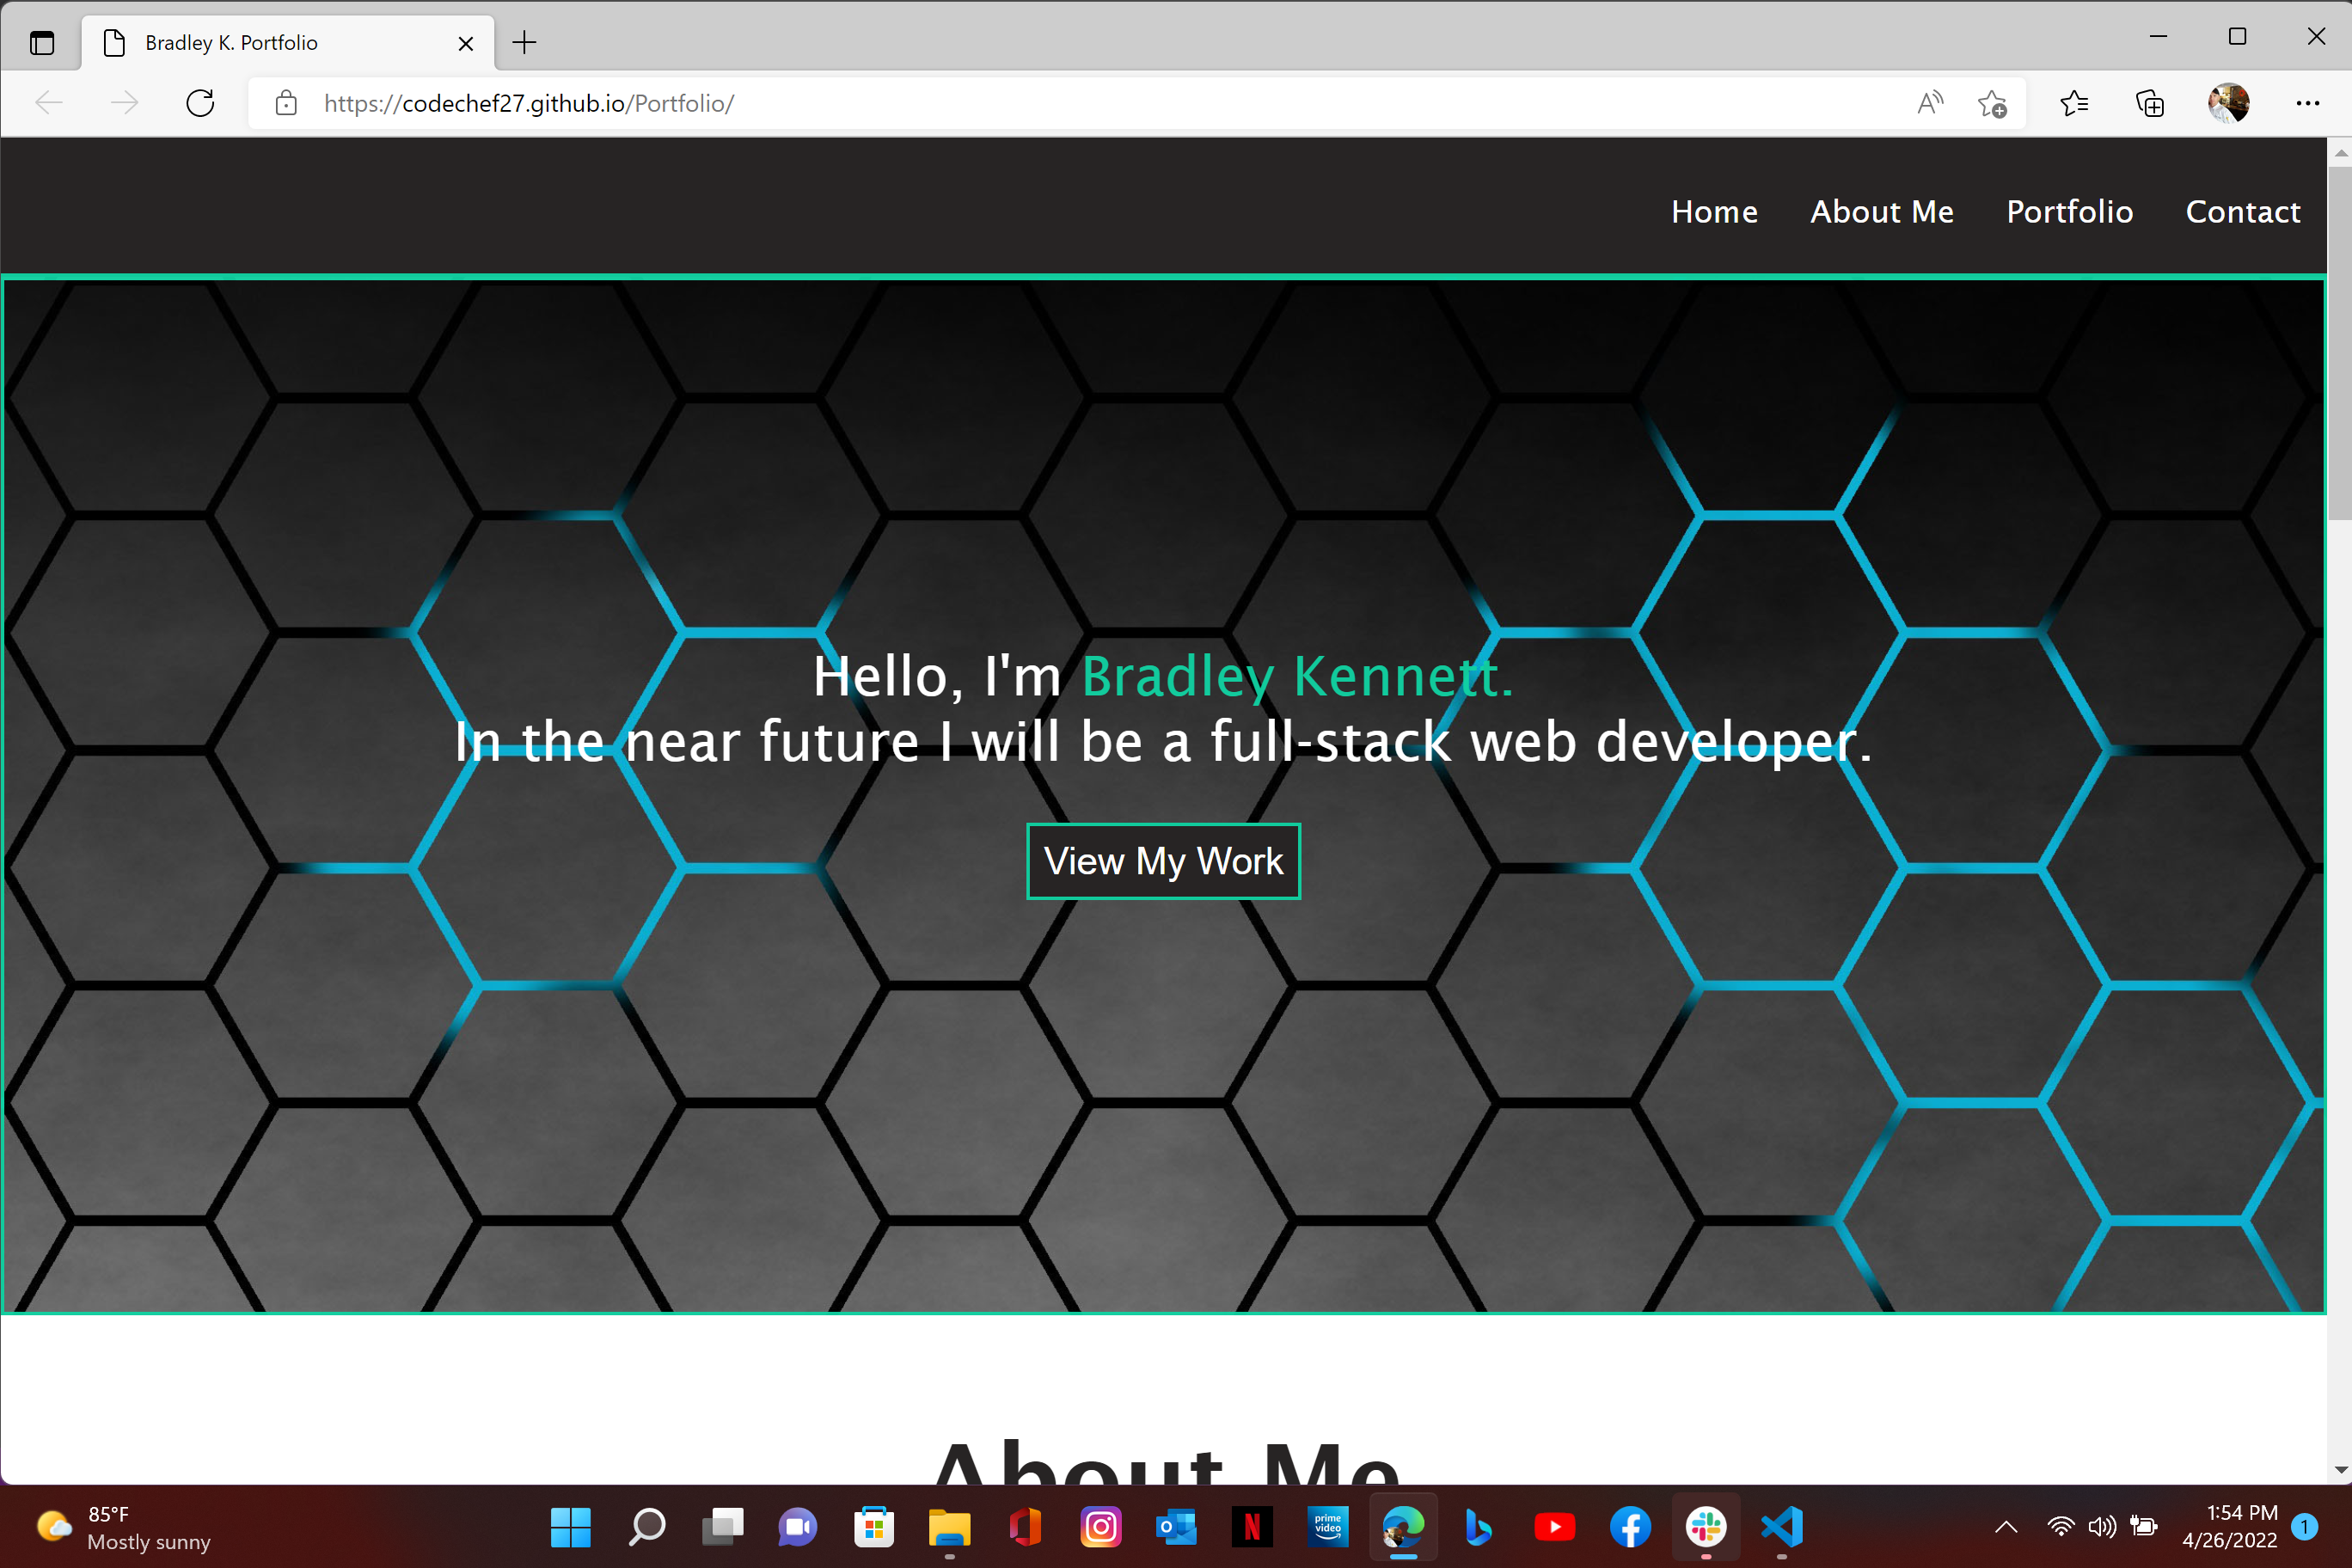 Bradley K. Portfolio
https://codechef27.github.io/Portfolio/
Home About Me Portfolio Contact
Hello, I'm Bradley Kennett.
In the near future I will be a full-stack web developer.
View My Work
About Me
85°F
Mostly sunny
prime video
1:54 PM
4/26/2022
1